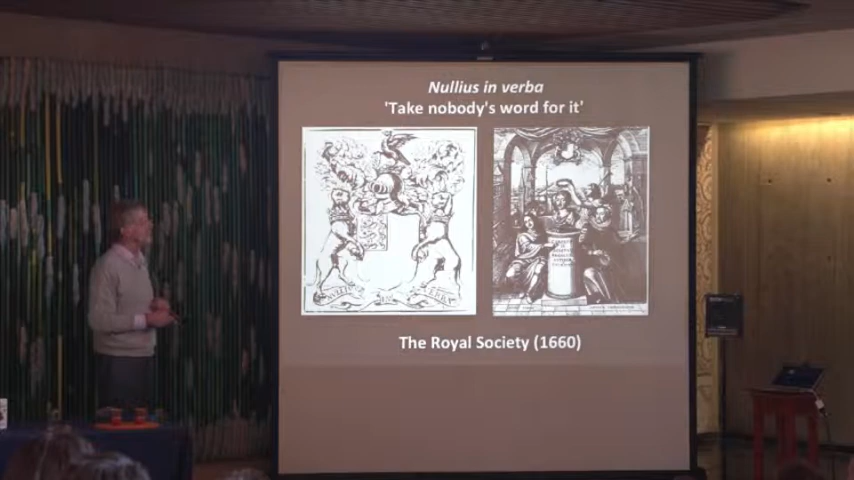 Nullius in verba
'Take nobody's word for it'
The Royal Society (1660)